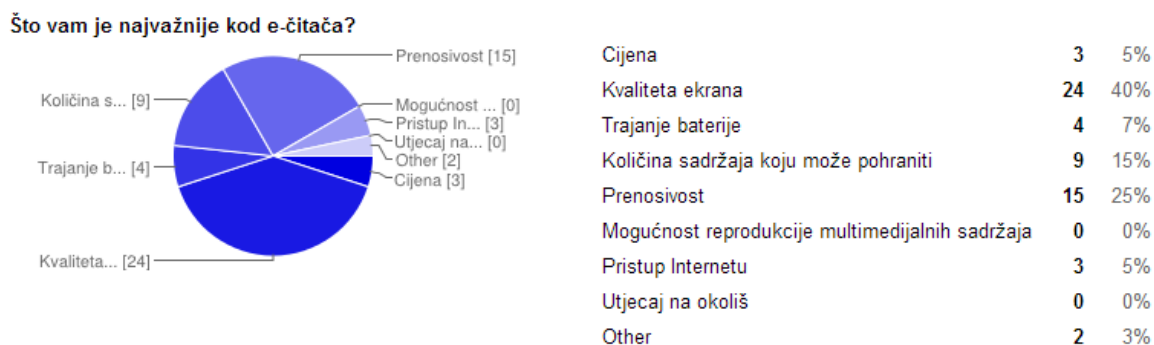 Što vam je najvažnije kod e-čitača?
Prenosivost [15]
Količina s... [9]
Mogućnost ... [0]
Pristup In... [3]
Utjecaj na... [0]
Trajanje b... [4]
Other [2]
Cijena [3]
Kvaliteta... [24]
Cijena 3 5%
Kvaliteta ekrana 24 40%
Trajanje baterije 4 7%
Količina sadržaja koju može pohraniti 9 15%
Prenosivost 15 25%
Mogućnost reprodukcije multimedijalnih sadržaja 0 0%
Pristup Internetu 3 5%
Utjecaj na okoliš 0 0%
Other 2 3%